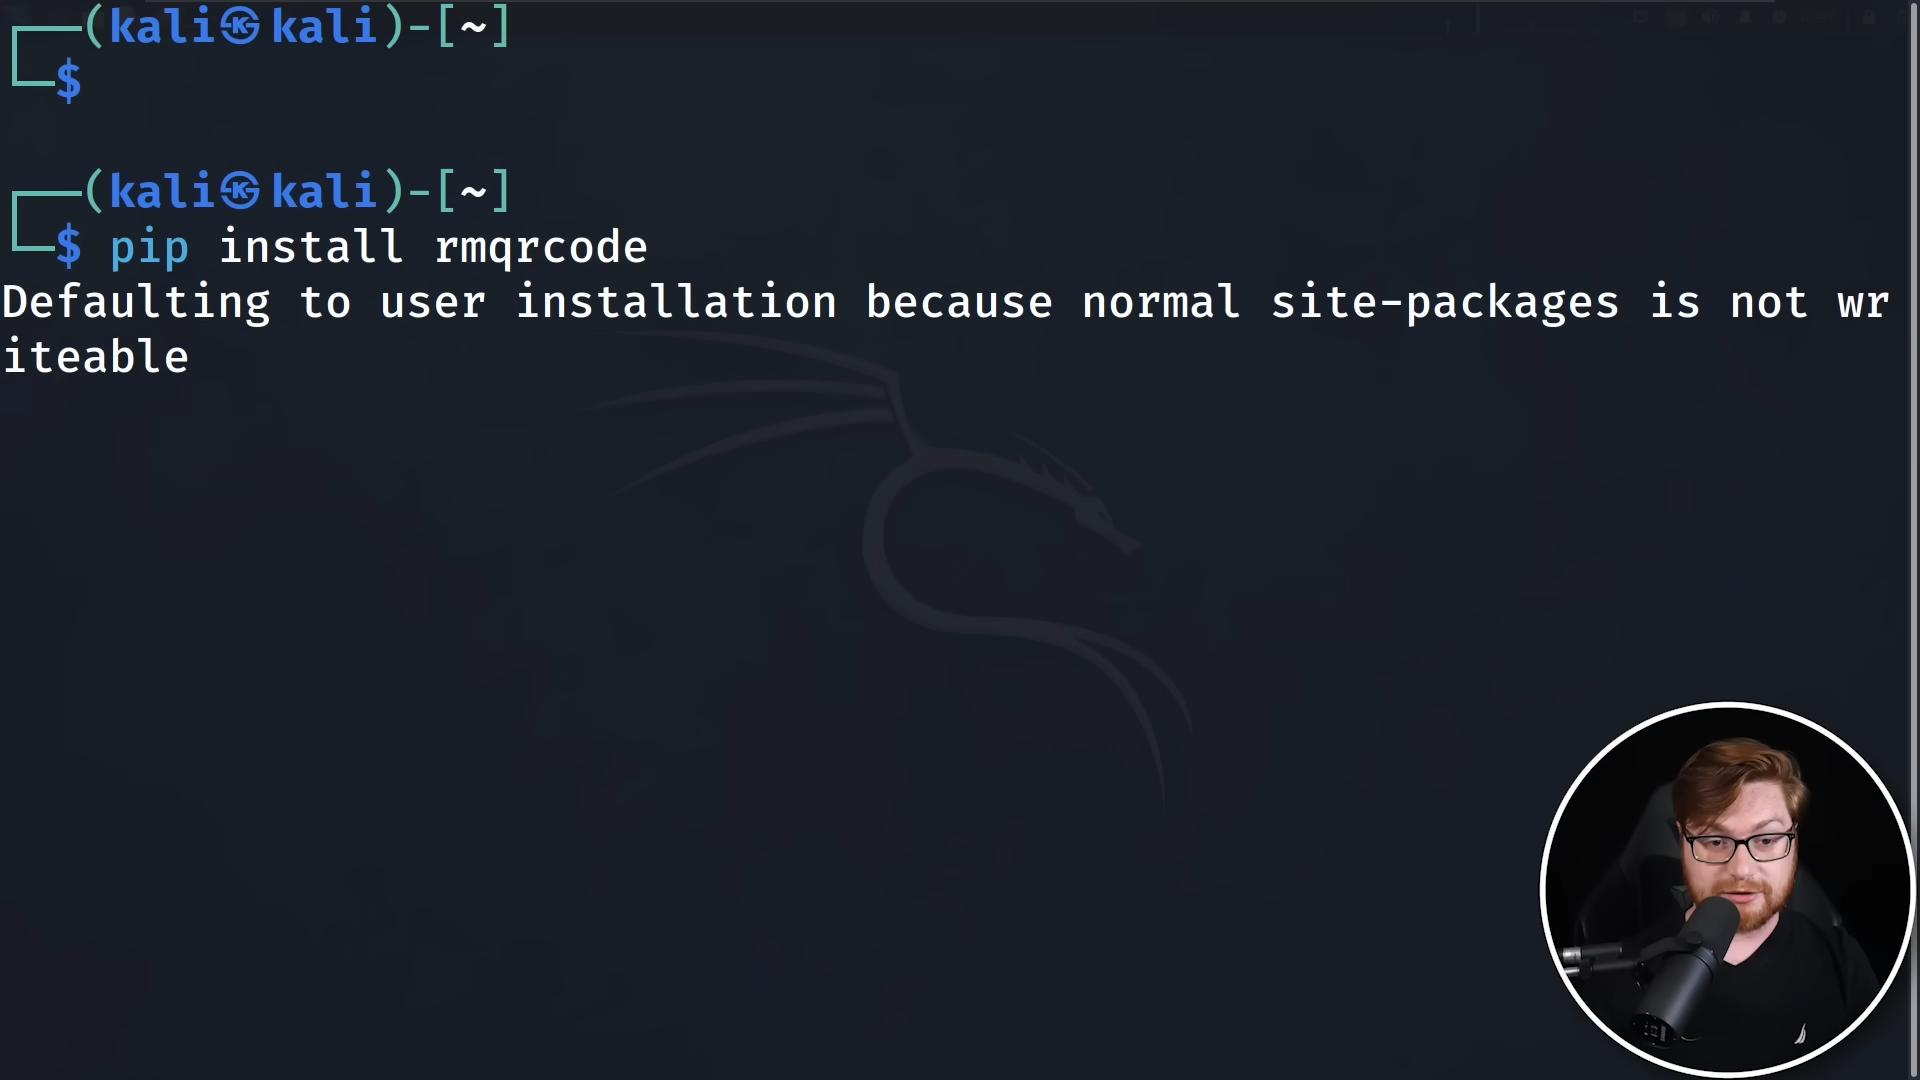 (kali㉿kali)-[~]
$
(kali㉿kali)-[~]
$ pip install rmqrcode
Defaulting to user installation because normal site-packages is not wr
iteable